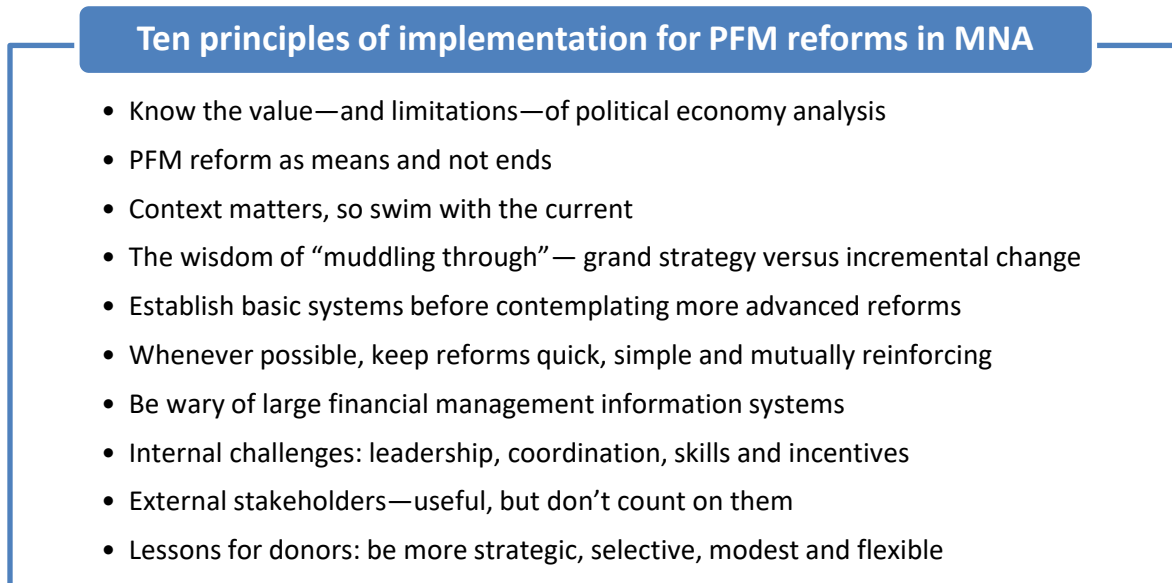 Ten principles of implementation for PFM reforms in MNA
• Know the value—and limitations—of political economy analysis
• PFM reform as means and not ends
• Context matters, so swim with the current
• The wisdom of “muddling through”— grand strategy versus incremental change
• Establish basic systems before contemplating more advanced reforms
• Whenever possible, keep reforms quick, simple and mutually reinforcing
• Be wary of large financial management information systems
• Internal challenges: leadership, coordination, skills and incentives
• External stakeholders—useful, but don’t count on them
• Lessons for donors: be more strategic, selective, modest and flexible